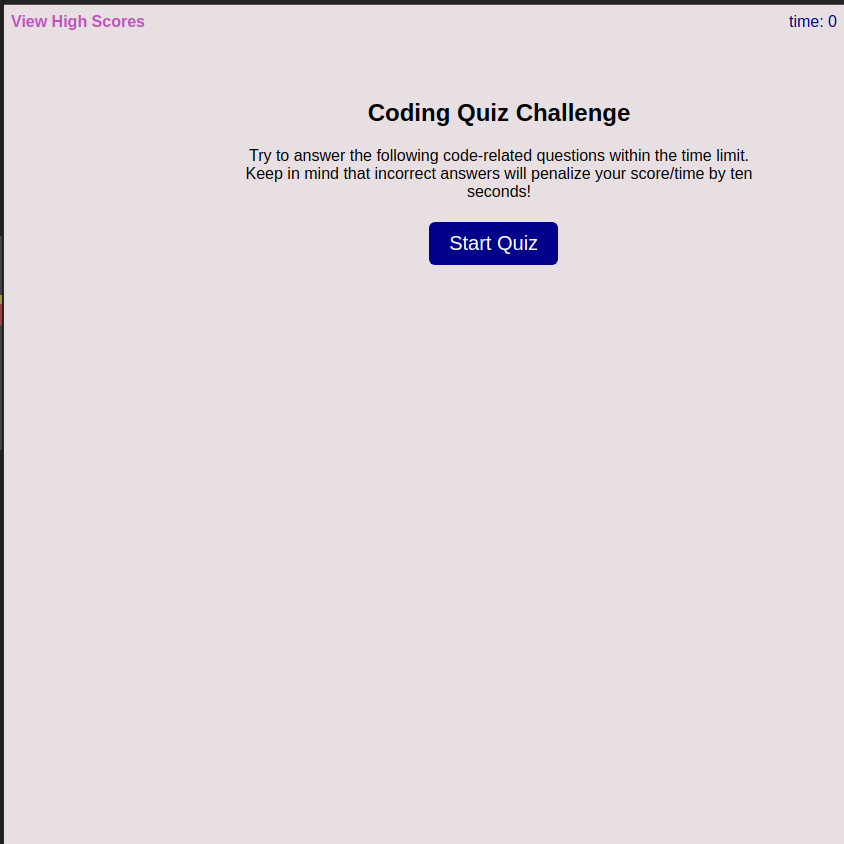 View High Scores
time: 0
Coding Quiz Challenge
Try to answer the following code-related questions within the time limit.
Keep in mind that incorrect answers will penalize your score/time by ten
seconds!
Start Quiz